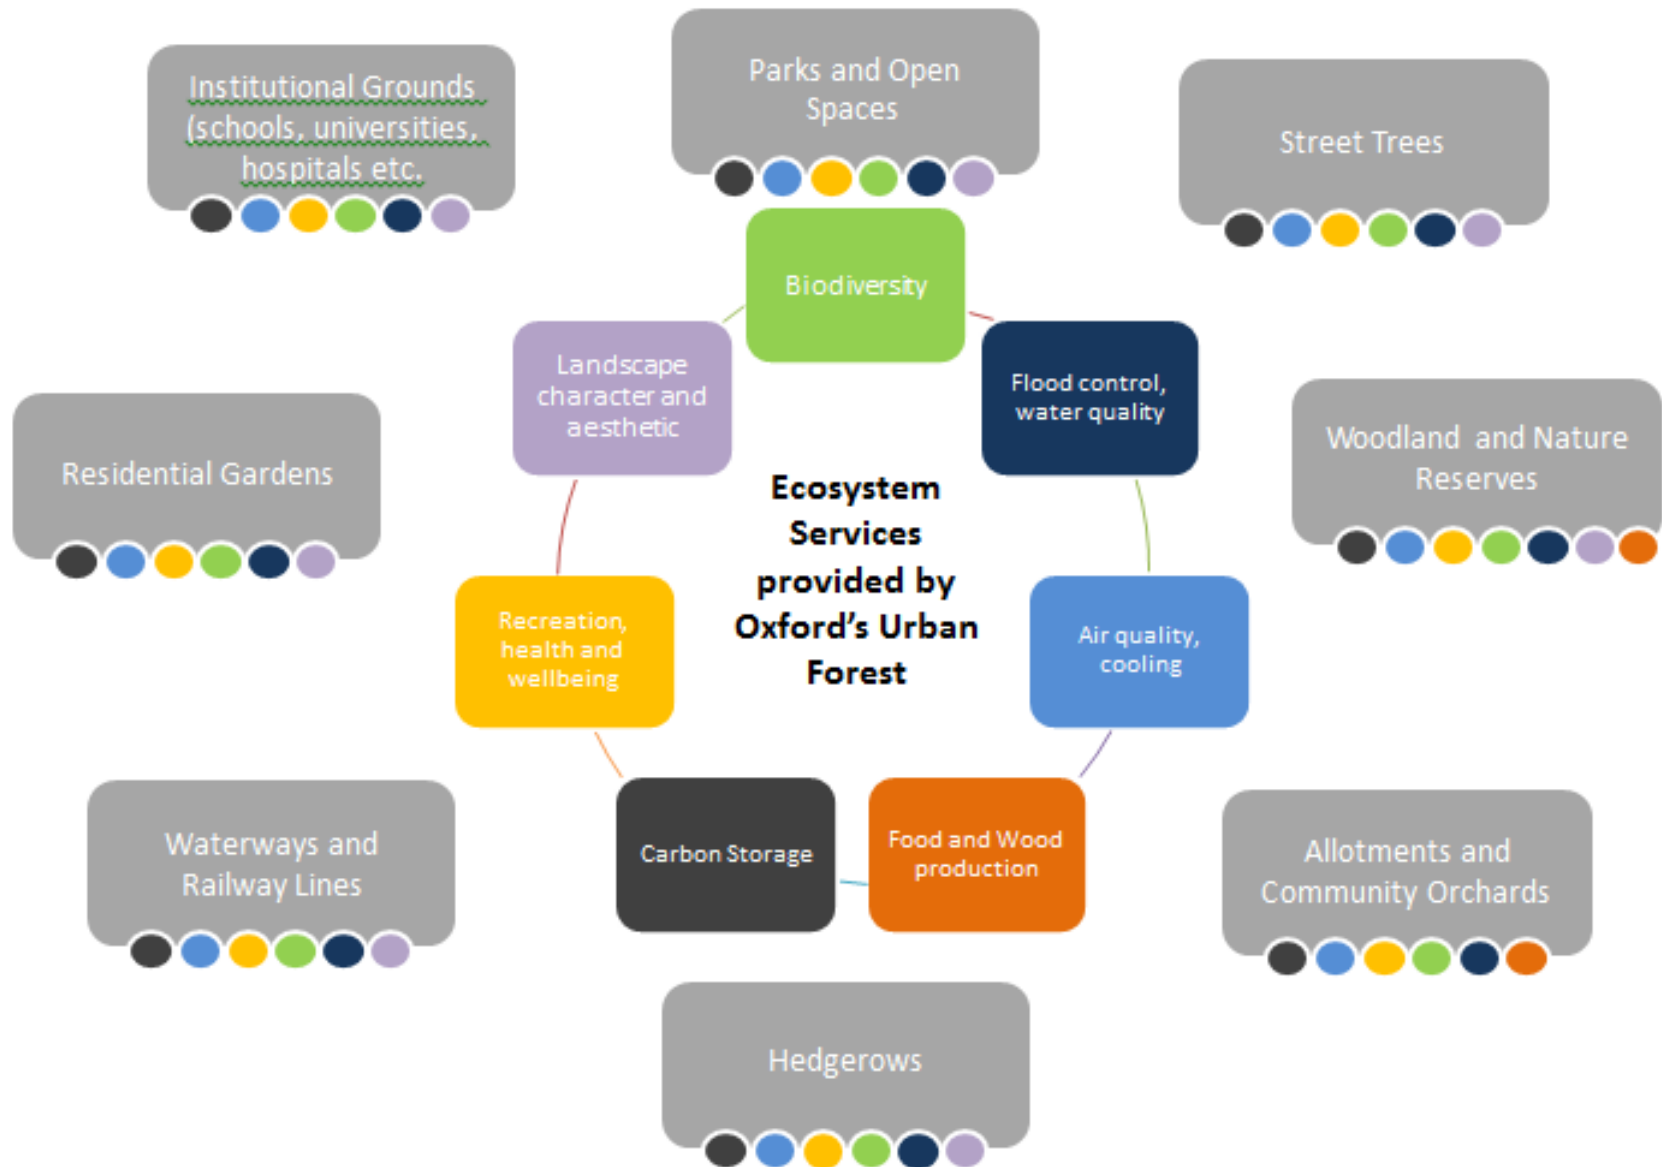 Institutional Grounds
(schools, universities,
hospitals etc.
Parks and Open
Spaces
Street Trees
Biodiversity
Landscape
character and
aesthetic
Flood control,
water quality
Residential Gardens
Woodland and Nature
Reserves
Ecosystem
Services
provided by
Oxford's Urban
Forest
Recreation,
health and
wellbeing
Air quality,
cooling
Waterways and
Railway Lines
Carbon Storage
Food and Wood
production
Allotments and
Community Orchards
Hedgerows